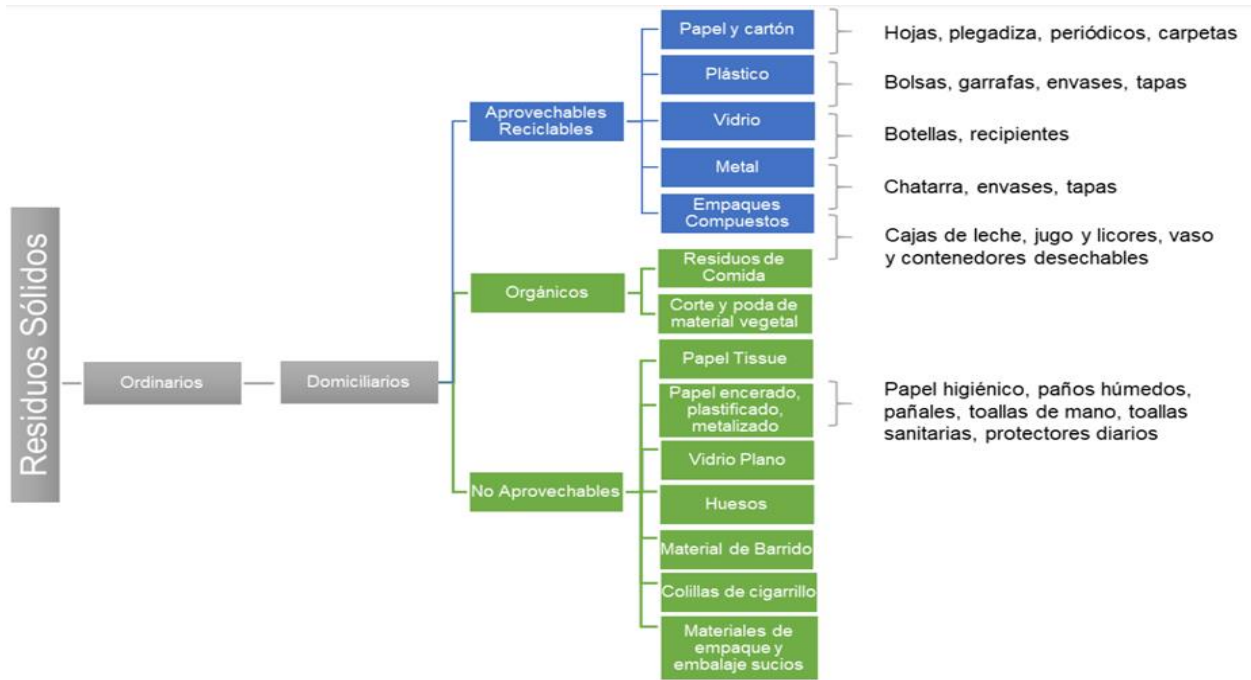 Residuos Sólidos
Ordinarios
Domiciliarios
Aprovechables
Reciclables
Papel y cartón
Hojas, plegadiza, periódicos, carpetas
Plástico
Bolsas, garrafas, envases, tapas
Vidrio
Botellas, recipientes
Metal
Chatarra, envases, tapas
Empaques
Compuestos
Cajas de leche, jugo y licores, vaso
y contenedores desechables
Orgánicos
Residuos de
Comida
Corte y poda de
material vegetal
No Aprovechables
Papel Tissue
Papel encerado,
plastificado,
metalizado
Papel higiénico, paños húmedos,
pañales, toallas de mano, toallas
sanitarias, protectores diarios
Vidrio Plano
Huesos
Material de Barrido
Colillas de cigarrillo
Materiales de
empaque y
embalaje sucios